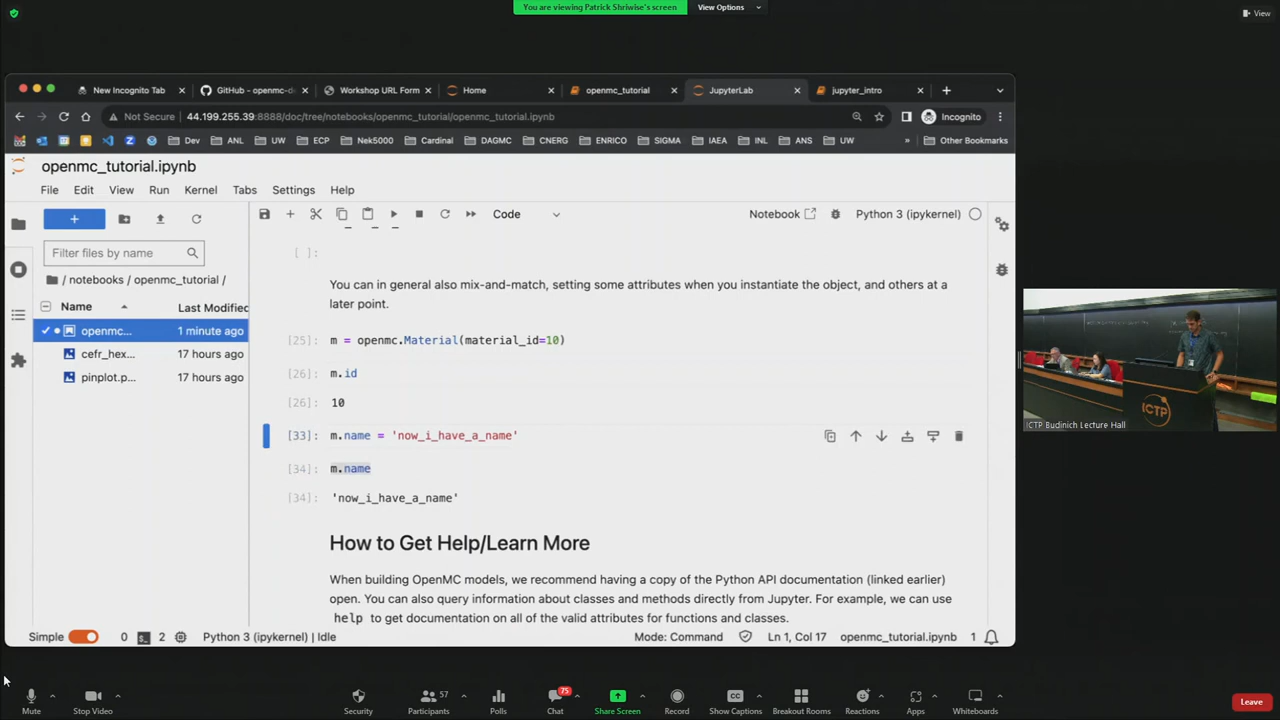 You are viewing Patrick Shriwise's screen
View Options
View
New Incognito Tab
GitHub - openmc-d
Workshop URL Form
Home
openmc_tutorial
JupyterLab
jupyter_intro
Not Secure
44.199.255.39:8888/doc/tree/notebooks/openmc_tutorial/openmc_tutorial.ipynb
Incognito
Dev
ANL
UW
ECP
Nek5000
Cardinal
DAGMC
CNERG
ENRICO
SIGMA
IAEA
INL
ANS
UW
»
Other Bookmarks
openmc_tutorial.ipynb
File Edit View Run Kernel Tabs Settings Help
Code
Notebook
Python 3 (ipykernel)
Filter files by name
/ notebooks / openmc_tutorial /
Name
Last Modified
openmc...
1 minute ago
cefr_hex...
17 hours ago
pinplot.p...
17 hours ago
[ ]:
You can in general also mix-and-match, setting some attributes when you instantiate the object, and others at a
later point.
[25]: m = openmc.Material(material_id=10)
[26]: m.id
[26]: 10
[33]: m.name = 'now_i_have_a_name'
[34]: m.name
[34]: 'now_i_have_a_name'
How to Get Help/Learn More
When building OpenMC models, we recommend having a copy of the Python API documentation (linked earlier)
open. You can also query information about classes and methods directly from Jupyter. For example, we can use
help to get documentation on all of the valid attributes for functions and classes.
Simple
0
2
Python 3 (ipykernel) | Idle
Mode: Command
Ln 1, Col 17
openmc_tutorial.ipynb
1
ICTP
ICTP Budinich Lecture Hall
Mute
Stop Video
Security
57
Participants
Polls
75
Chat
Share Screen
Record
Show Captions
Breakout Rooms
Reactions
Apps
Whiteboards
Leave